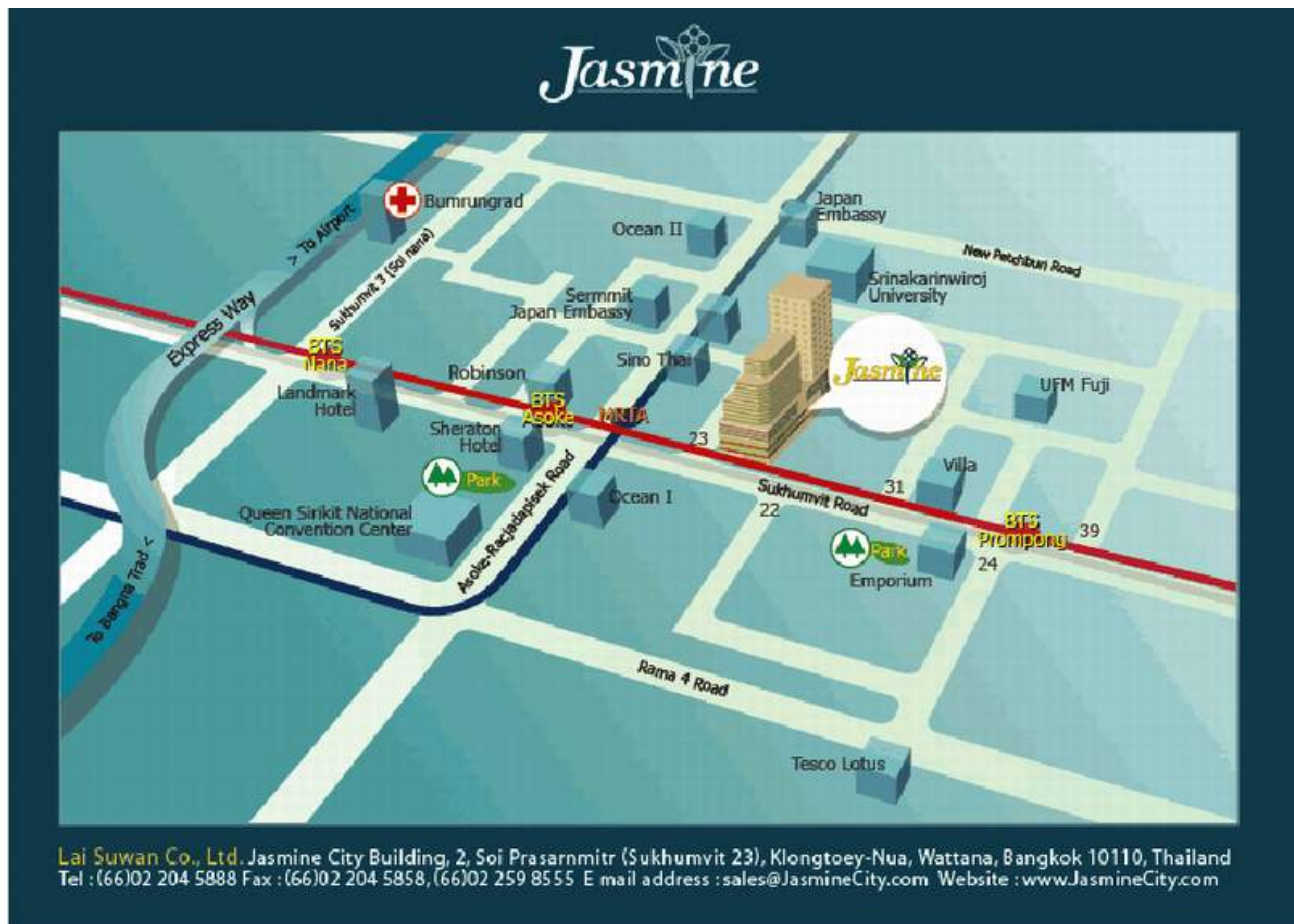 Jasmine
Bumrungrad
> To Airport
Sukhumvit 3 (Soi nana)
Express Way
Ocean II
Japan
Embassy
New Petchburi Road
Srinakarinwiroj
University
Sermmit
Japan Embassy
Sino Thai
Jasmine
UFM Fuji
BTS
Nana
Landmark
Hotel
Robinson
BTS
Asoke
MRTA
Sheraton
Hotel
23
Park
Queen Sirikit National
Convention Center
Asoke-Racjadapisek Road
Ocean I
Sukhumvit Road
22
31
Villa
BTS
Prompong
39
24
Park
Emporium
To Bangna Trad <
Rama 4 Road
Tesco Lotus
Lai Suwan Co., Ltd. Jasmine City Building, 2, Soi Prasarnmitr (Sukhumvit 23), Klongtoey-Nua, Wattana, Bangkok 10110, Thailand
Tel : (66)02 204 5888 Fax : (66)02 204 5858, (66)02 259 8555 E mail address : sales@JasmineCity.com Website : www.JasmineCity.com